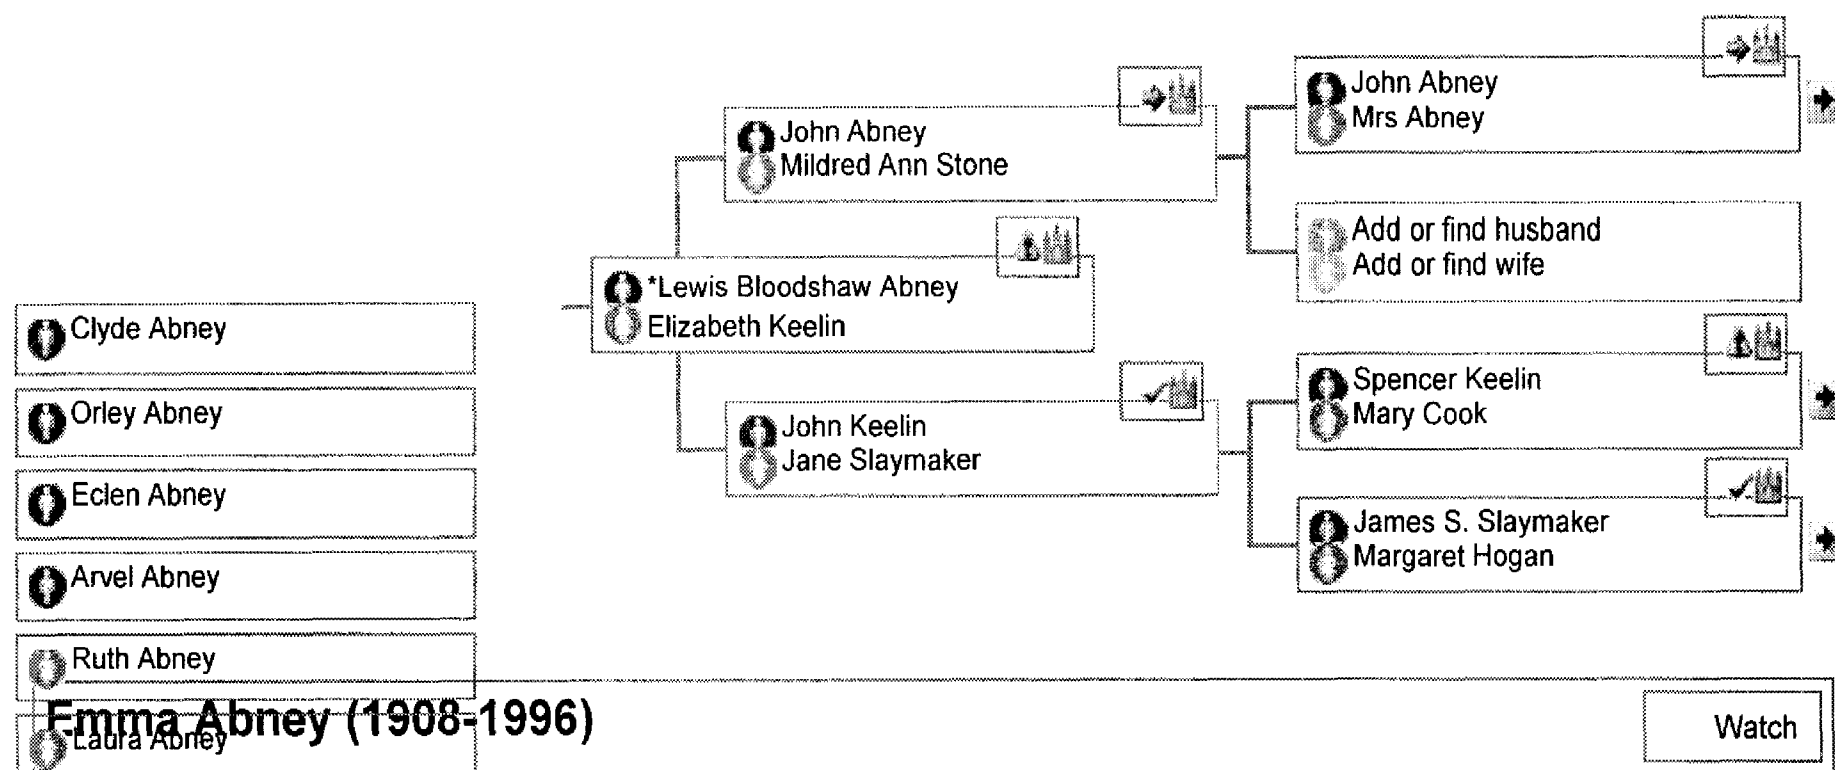 John Abney
Mrs Abney
John Abney
Mildred Ann Stone
Add or find husband
Add or find wife
*Lewis Bloodshaw Abney
Elizabeth Keelin
Clyde Abney
Spencer Keelin
Mary Cook
Orley Abney
John Keelin
Jane Slaymaker
Eclen Abney
James S. Slaymaker
Margaret Hogan
Arvel Abney
Ruth Abney
Emma Abney (1908-1996)
Watch
Laura Abney